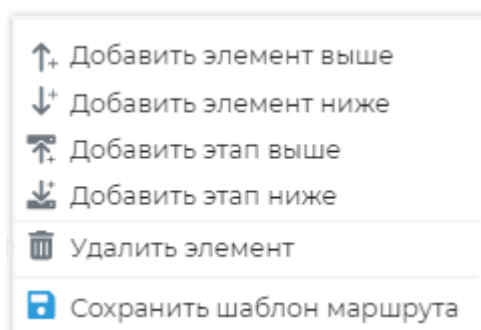 Добавить элемент выше
Добавить элемент ниже
Добавить этап выше
Добавить этап ниже
Удалить элемент
Сохранить шаблон маршрута